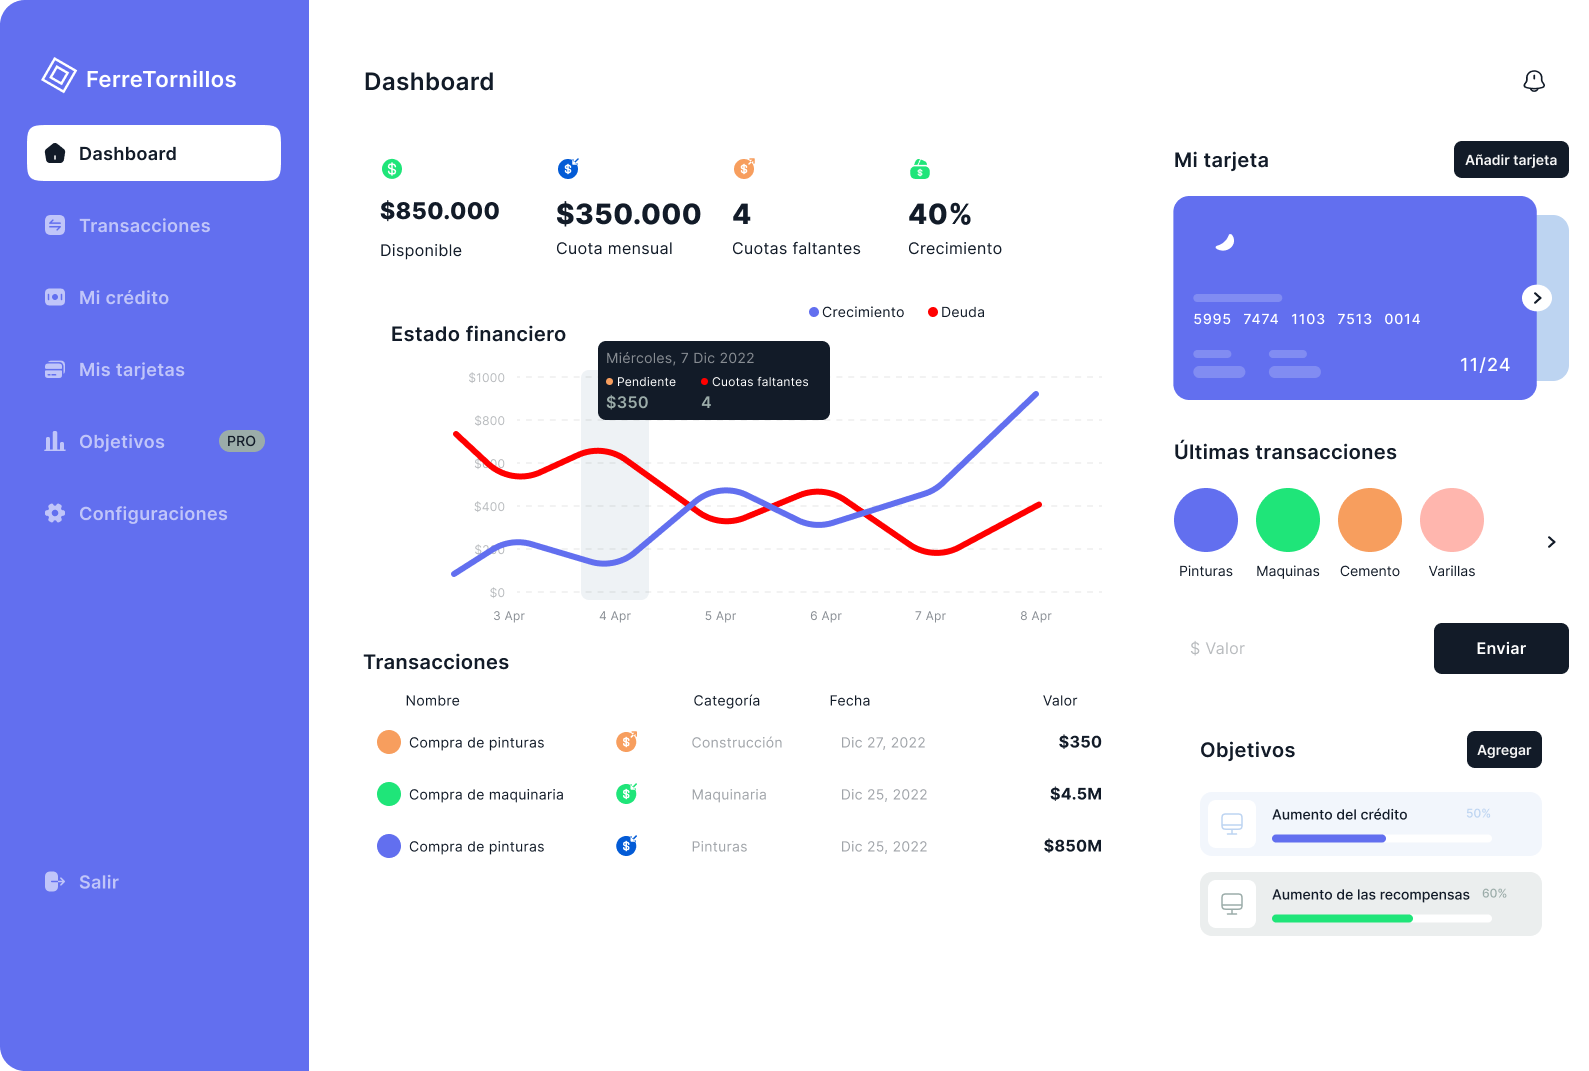 FerreTornillos
Dashboard
Transacciones
Mi crédito
Mis tarjetas
Objetivos PRO
Configuraciones
Salir
Dashboard
$850.000
Disponible
$350.000
Cuota mensual
4
Cuotas faltantes
40%
Crecimiento
Estado financiero
Crecimiento Deuda
Miércoles, 7 Dic 2022
Pendiente Cuotas faltantes
$350 4
$1000
$800
$600
$400
$200
$0
3 Apr 4 Apr 5 Apr 6 Apr 7 Apr 8 Apr
Transacciones
Nombre Categoría Fecha Valor
Compra de pinturas Construcción Dic 27, 2022 $350
Compra de maquinaria Maquinaria Dic 25, 2022 $4.5M
Compra de pinturas Pinturas Dic 25, 2022 $850M
Mi tarjeta
Añadir tarjeta
5995 7474 1103 7513 0014
11/24
Últimas transacciones
Pinturas Maquinas Cemento Varillas
$ Valor
Enviar
Objetivos
Agregar
Aumento del crédito 50%
Aumento de las recompensas 60%